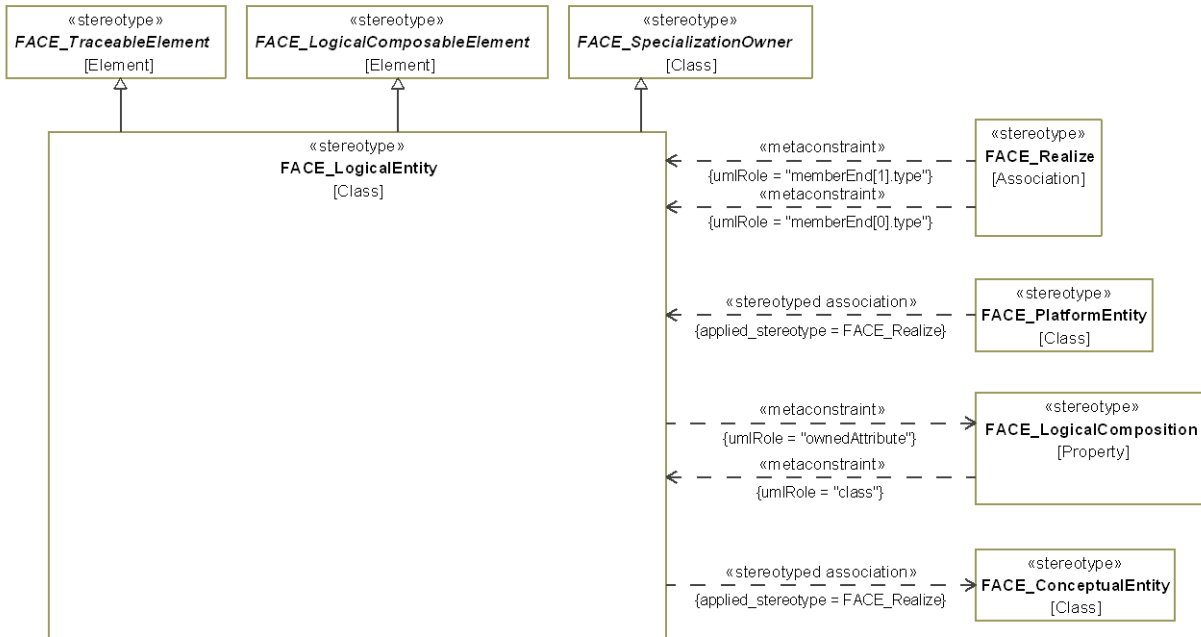 «stereotype»
FACE_TraceableElement
[Element]
«stereotype»
FACE_LogicalComposableElement
[Element]
«stereotype»
FACE_SpecializationOwner
[Class]
«stereotype»
FACE_LogicalEntity
[Class]
«metaconstraint»
{umlRole = "memberEnd[1].type"}
«metaconstraint»
{umlRole = "memberEnd[0].type"}
«stereotype»
FACE_Realize
[Association]
«stereotyped association»
{applied_stereotype = FACE_Realize}
«stereotype»
FACE_PlatformEntity
[Class]
«metaconstraint»
{umlRole = "ownedAttribute"}
«metaconstraint»
{umlRole = "class"}
«stereotype»
FACE_LogicalComposition
[Property]
«stereotyped association»
{applied_stereotype = FACE_Realize}
«stereotype»
FACE_ConceptualEntity
[Class]